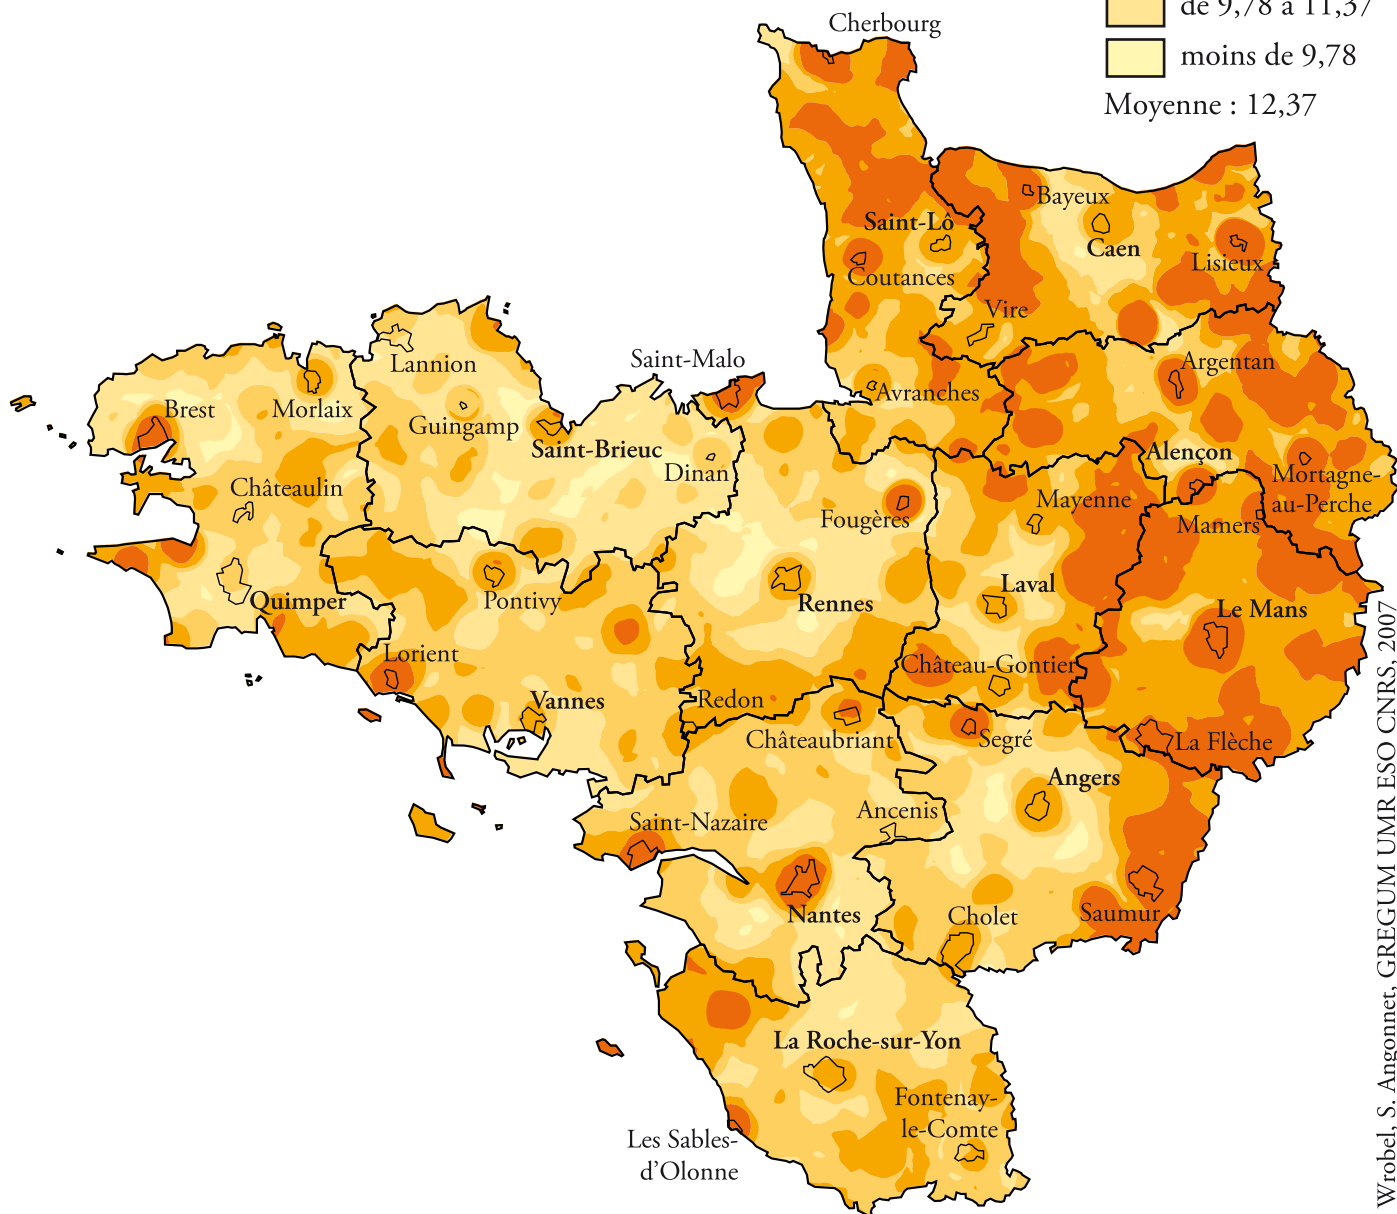 de 9,78 à 11,37
moins de 9,78
Moyenne : 12,37
Cherbourg
Bayeux
Saint-Lô
Caen
Lisieux
Coutances
Vire
Lannion
Saint-Malo
Argentan
Avranches
Brest
Morlaix
Guingamp
Saint-Brieuc
Dinan
Alençon
Mortagne-
au-Perche
Châteaulin
Fougères
Mayenne
Mamers
Quimper
Pontivy
Rennes
Laval
Le Mans
Lorient
Château-Gontier
Vannes
Redon
Châteaubriant
Segré
La Flèche
Angers
Saint-Nazaire
Ancenis
Nantes
Cholet
Saumur
La Roche-sur-Yon
Fontenay-
le-Comte
Les Sables-
d'Olonne
Wrobel, S. Angonnet, GREGUM UMR ESO CNRS, 2007